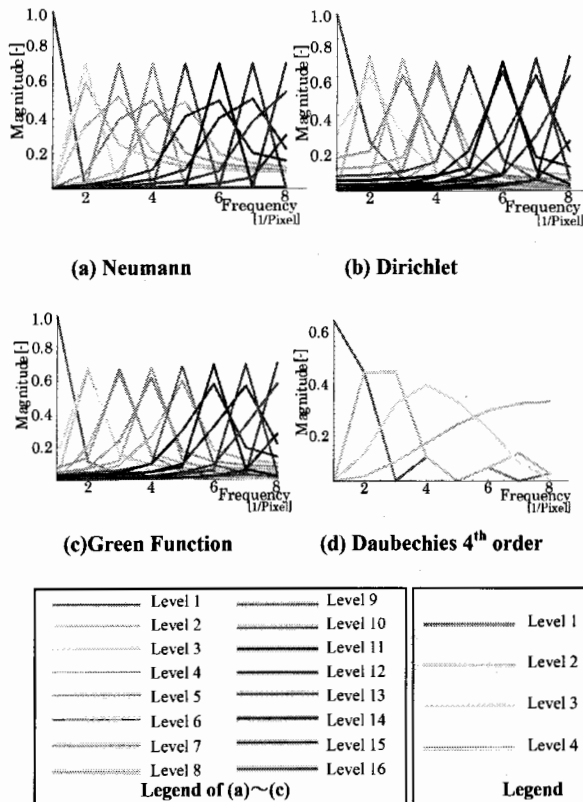 Magnitude[-]
1.0
0.8
0.6
0.4
0.2
2
4
6
8
Frequency
[1/Pixel]
(a) Neumann
Magnitude[-]
1.0
0.8
0.6
0.4
0.2
2
4
6
8
Frequency
[1/Pixel]
(b) Dirichlet
Magnitude[-]
1.0
0.8
0.6
0.4
0.2
2
4
6
8
Frequency
[1/Pixel]
(c)Green Function
Magnitude[-]
0.6
0.4
0.2
2
4
6
8
Frequency
[1/Pixel]
(d) Daubechies 4th order
Level 1
Level 2
Level 3
Level 4
Level 5
Level 6
Level 7
Level 8
Level 9
Level 10
Level 11
Level 12
Level 13
Level 14
Level 15
Level 16
Legend of (a)～(c)
Level 1
Level 2
Level 3
Level 4
Legend